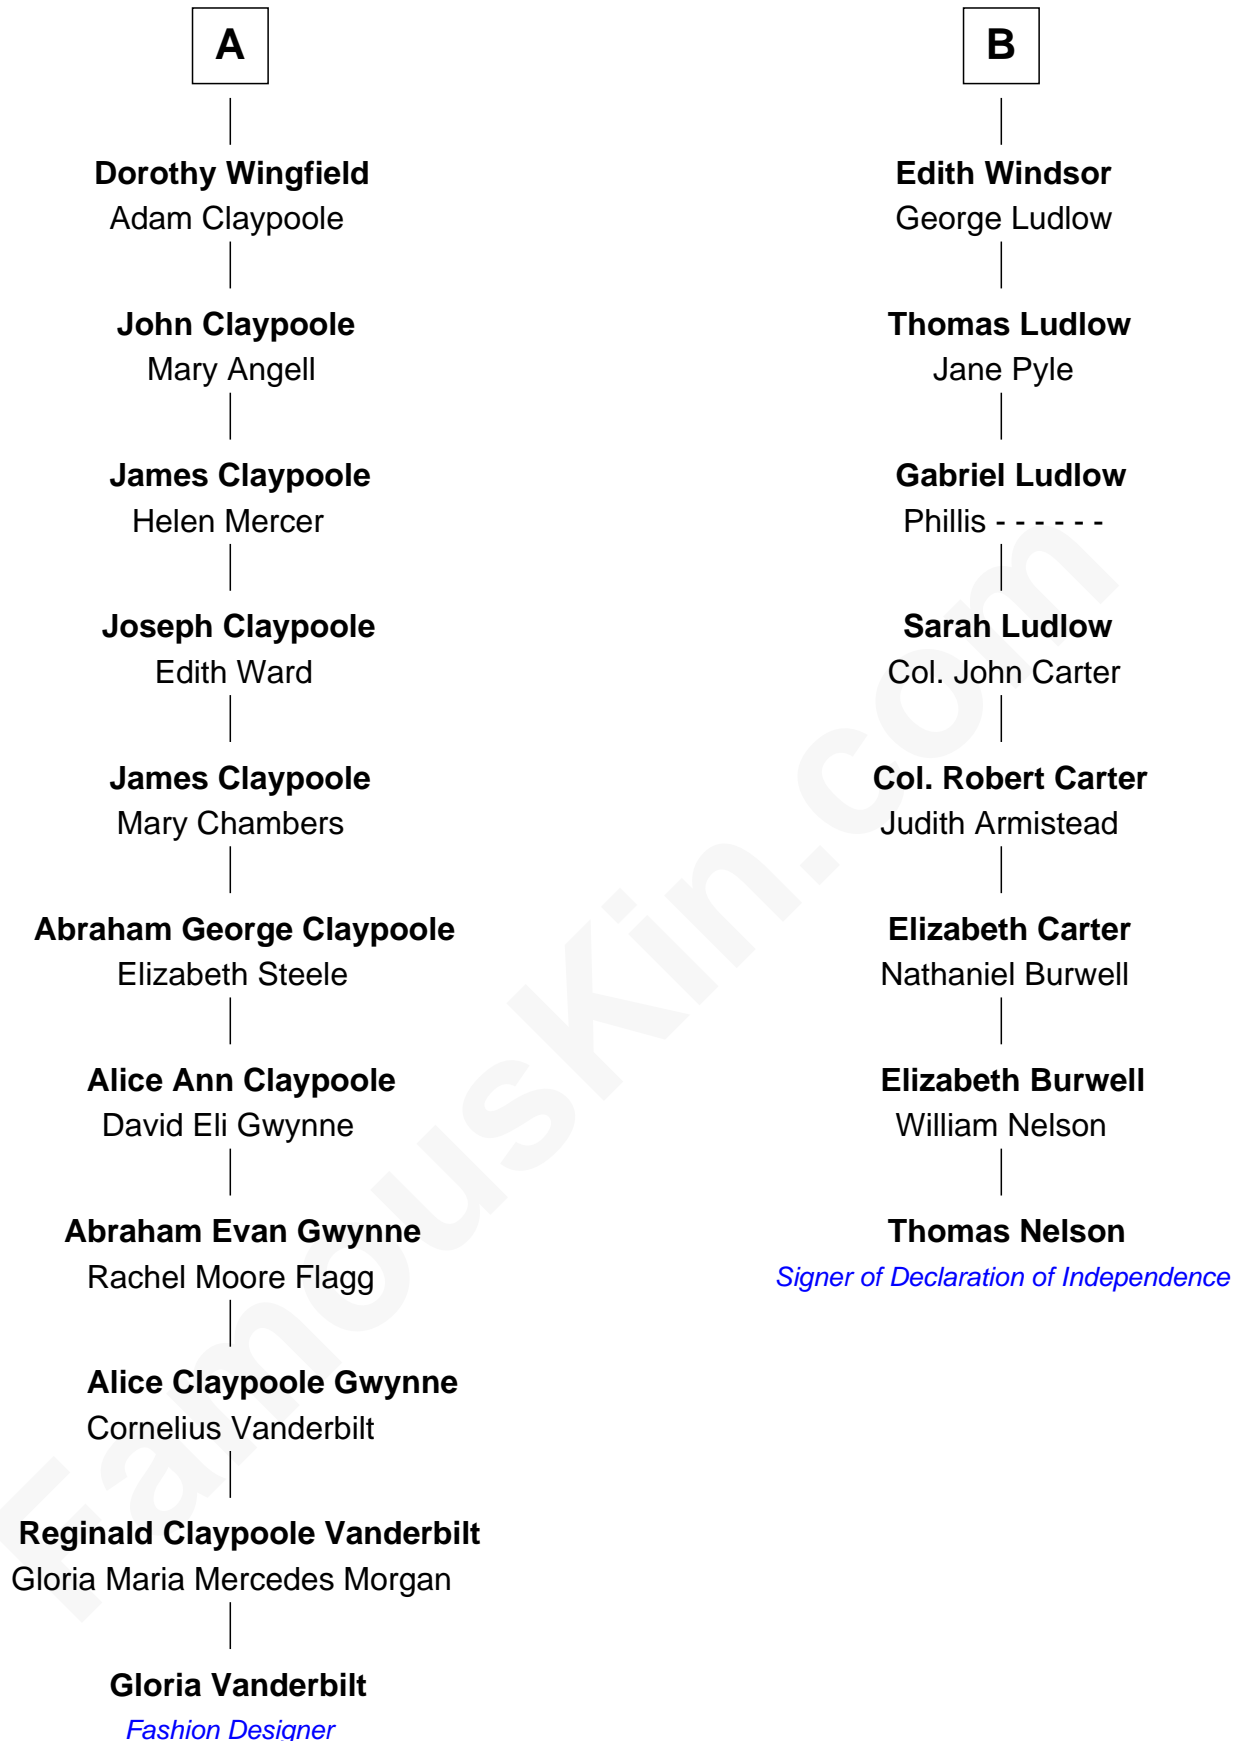 A
Dorothy Wingfield
Adam Claypoole
John Claypoole
Mary Angell
James Claypoole
Helen Mercer
Joseph Claypoole
Edith Ward
James Claypoole
Mary Chambers
Abraham George Claypoole
Elizabeth Steele
Alice Ann Claypoole
David Eli Gwynne
Abraham Evan Gwynne
Rachel Moore Flagg
Alice Claypoole Gwynne
Cornelius Vanderbilt
Reginald Claypoole Vanderbilt
Gloria Maria Mercedes Morgan
Gloria Vanderbilt
Fashion Designer
B
Edith Windsor
George Ludlow
Thomas Ludlow
Jane Pyle
Gabriel Ludlow
Phillis - - - - - -
Sarah Ludlow
Col. John Carter
Col. Robert Carter
Judith Armistead
Elizabeth Carter
Nathaniel Burwell
Elizabeth Burwell
William Nelson
Thomas Nelson
Signer of Declaration of Independence
FamousKin.com